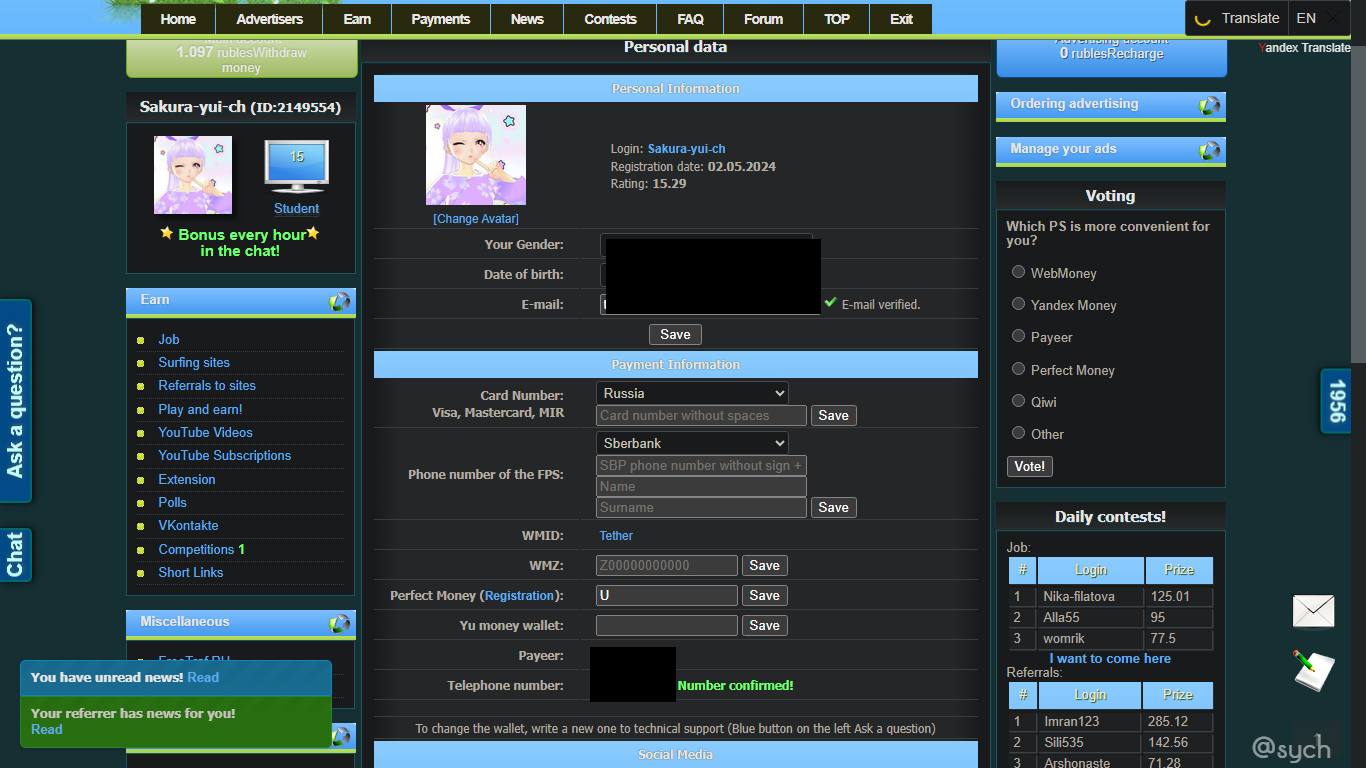 Home Advertisers Earn Payments News Contests FAQ Forum TOP Exit
Translate EN
Yandex Translate
Main account
1.097 rublesWithdraw
money
Sakura-yui-ch (ID:2149554)
15
Student
Bonus every hour
in the chat!
Earn
Job
Surfing sites
Referrals to sites
Play and earn!
YouTube Videos
YouTube Subscriptions
Extension
Polls
VKontakte
Competitions 1
Short Links
Miscellaneous
You have unread news! Read
Your referrer has news for you!
Read
Ask a question?
Chat
Personal data
Personal Information
[Change Avatar]
Login: Sakura-yui-ch
Registration date: 02.05.2024
Rating: 15.29
Your Gender:
Date of birth:
E-mail: E-mail verified.
Save
Payment Information
Card Number:
Visa, Mastercard, MIR
Russia
Card number without spaces Save
Phone number of the FPS:
Sberbank
SBP phone number without sign +
Name
Surname Save
WMID: Tether
WMZ: Z00000000000 Save
Perfect Money (Registration): U Save
Yu money wallet: Save
Payeer:
Telephone number: Number confirmed!
To change the wallet, write a new one to technical support (Blue button on the left Ask a question)
Social Media
Advertising account
0 rublesRecharge
Ordering advertising
Manage your ads
Voting
Which PS is more convenient for
you?
WebMoney
Yandex Money
Payeer
Perfect Money
Qiwi
Other
Vote!
Daily contests!
Job:
# Login Prize
1 Nika-filatova 125.01
2 Alla55 95
3 womrik 77.5
I want to come here
Referrals:
# Login Prize
1 Imran123 285.12
2 Sili535 142.56
3 Arshonaste 71.28
1956
1
@sych